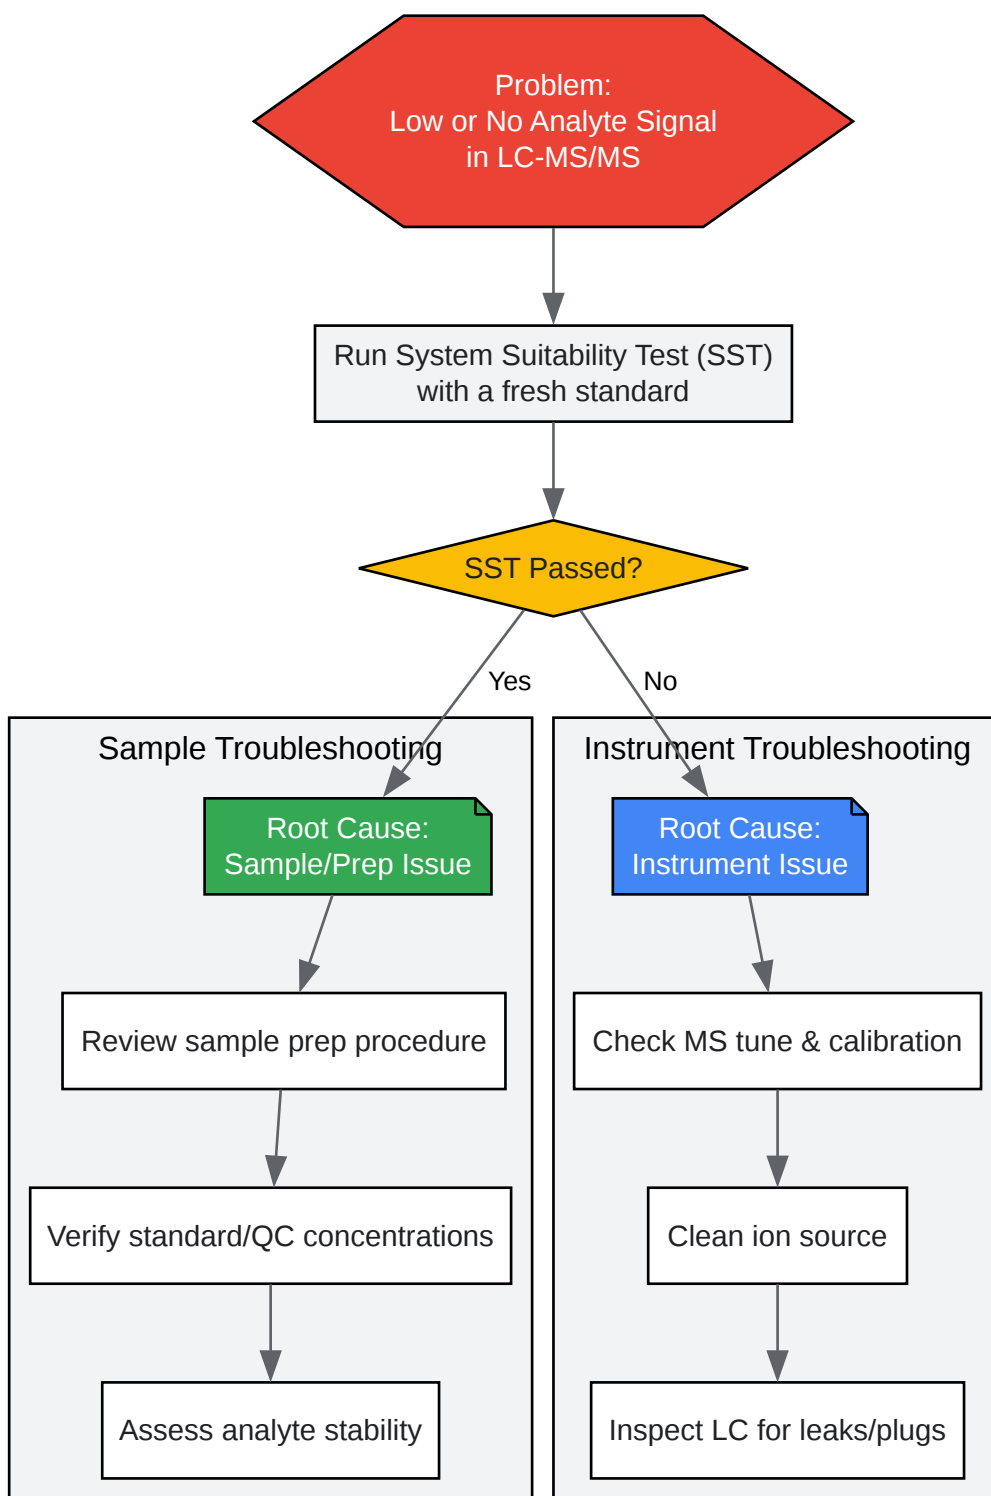 Problem:
Low or No Analyte Signal
in LC-MS/MS
Run System Suitability Test (SST)
with a fresh standard
SST Passed?
Yes
No
Sample Troubleshooting
Root Cause:
Sample/Prep Issue
Review sample prep procedure
Verify standard/QC concentrations
Assess analyte stability
Instrument Troubleshooting
Root Cause:
Instrument Issue
Check MS tune & calibration
Clean ion source
Inspect LC for leaks/plugs